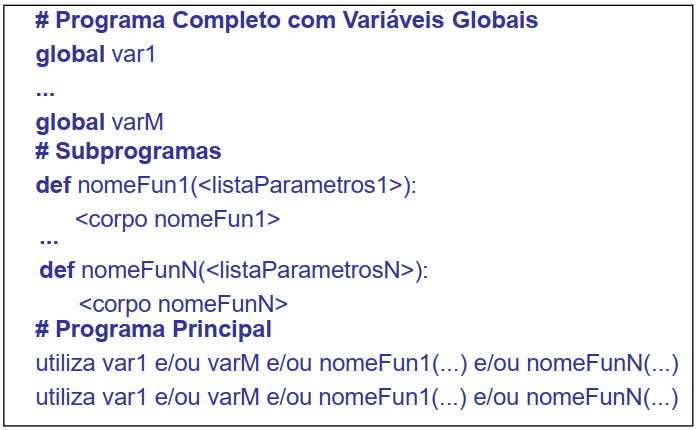 # Programa Completo com Variáveis Globais
global var1
...
global varM
# Subprogramas
def nomeFun1(<listaParametros1>):
<corpo nomeFun1>
...
def nomeFunN(<listaParametrosN>):
<corpo nomeFunN>
# Programa Principal
utiliza var1 e/ou varM e/ou nomeFun1(...) e/ou nomeFunN(...)
utiliza var1 e/ou varM e/ou nomeFun1(...) e/ou nomeFunN(...)